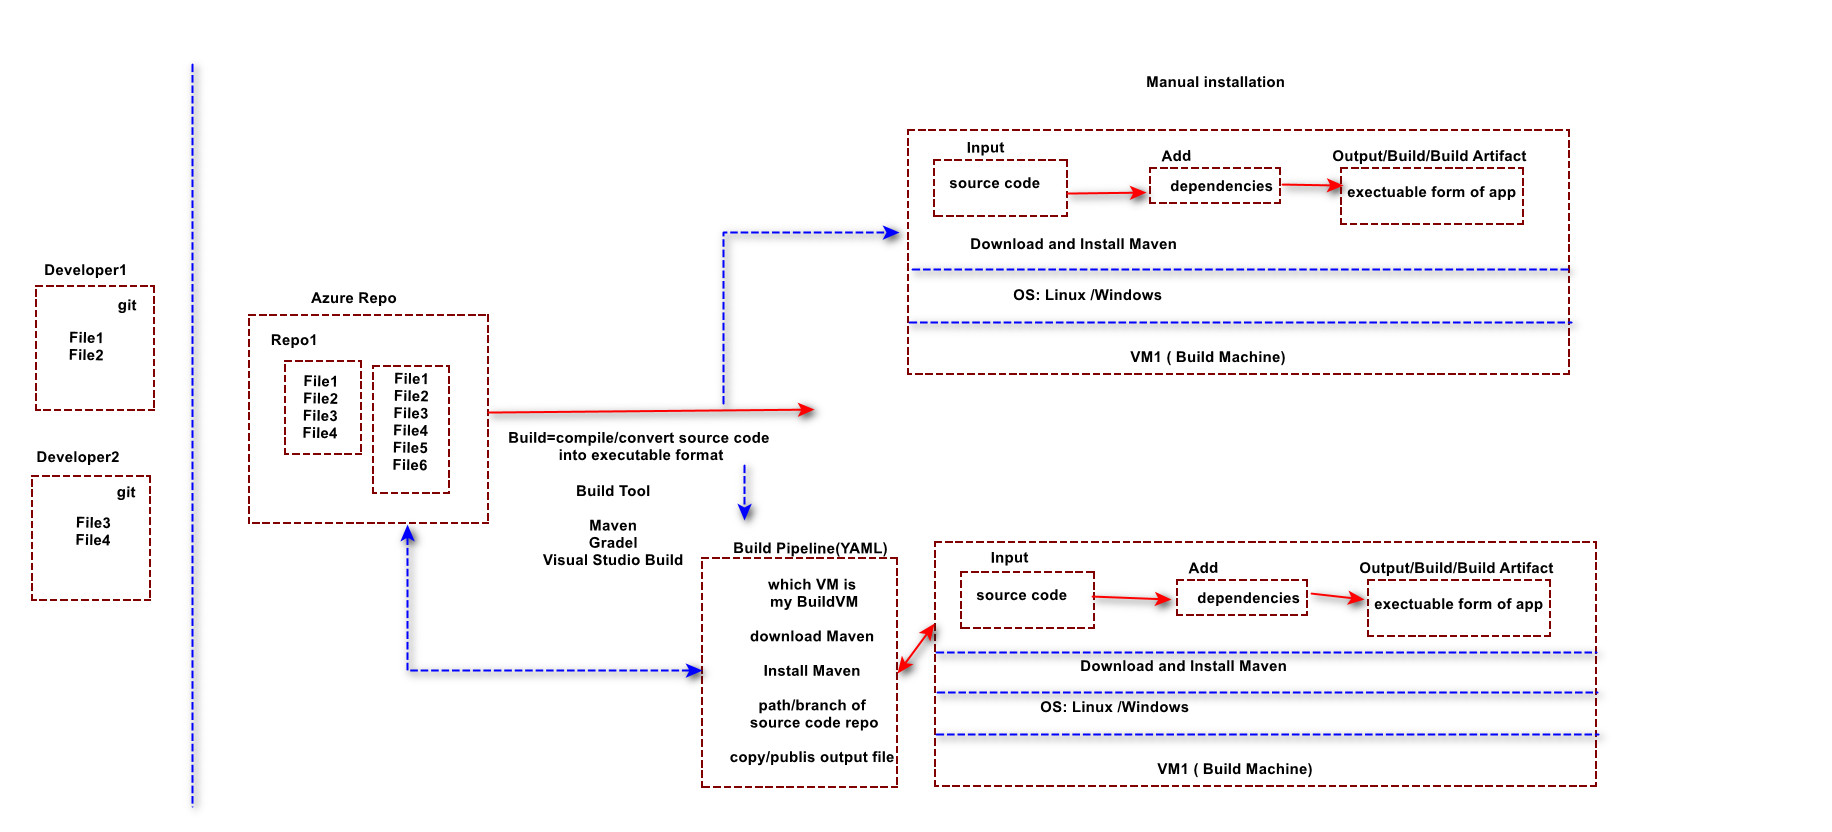 Manual installation
Input
source code
Add
dependencies
Output/Build/Build Artifact
exectuable form of app
Download and Install Maven
OS: Linux /Windows
VM1 ( Build Machine)
Developer1
git
File1
File2
Developer2
git
File3
File4
Azure Repo
Repo1
File1
File2
File3
File4
File1
File2
File3
File4
File5
File6
Build=compile/convert source code
into executable format
Build Tool
Maven
Gradel
Visual Studio Build
Build Pipeline(YAML)
which VM is
my BuildVM
download Maven
Install Maven
path/branch of
source code repo
copy/publis output file
Input
source code
Add
dependencies
Output/Build/Build Artifact
exectuable form of app
Download and Install Maven
OS: Linux /Windows
VM1 ( Build Machine)